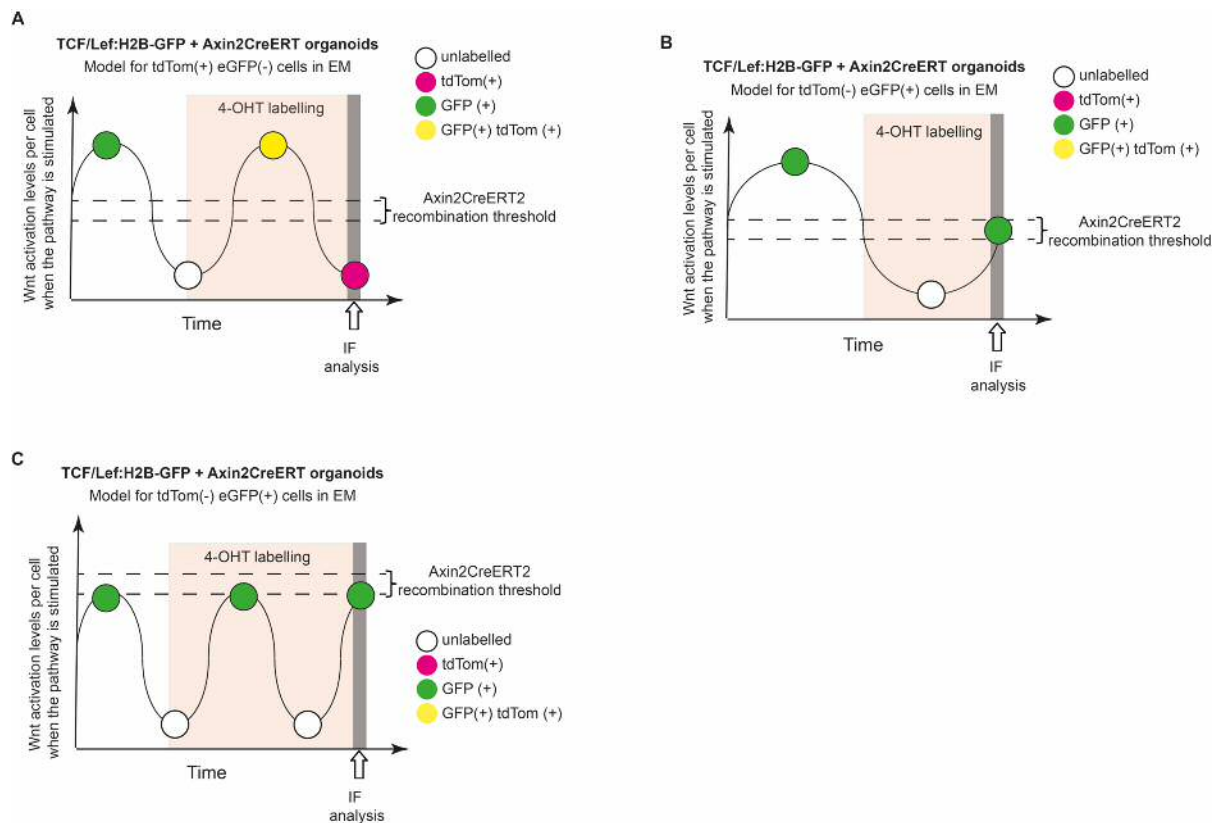 A
TCF/Lef:H2B-GFP + Axin2CreERT organoids
Model for tdTom(+) eGFP(-) cells in EM
unlabelled
tdTom(+)
GFP (+)
GFP(+) tdTom (+)
4-OHT labelling
Wnt activation levels per cell
when the pathway is stimulated
Axin2CreERT2
recombination threshold
Time
IF
analysis
B
TCF/Lef:H2B-GFP + Axin2CreERT organoids
Model for tdTom(-) eGFP(+) cells in EM
unlabelled
tdTom(+)
GFP (+)
GFP(+) tdTom (+)
4-OHT labelling
Wnt activation levels per cell
when the pathway is stimulated
Axin2CreERT2
recombination threshold
Time
IF
analysis
C
TCF/Lef:H2B-GFP + Axin2CreERT organoids
Model for tdTom(-) eGFP(+) cells in EM
4-OHT labelling
Wnt activation levels per cell
when the pathway is stimulated
Axin2CreERT2
recombination threshold
unlabelled
tdTom(+)
GFP (+)
GFP(+) tdTom (+)
Time
IF
analysis